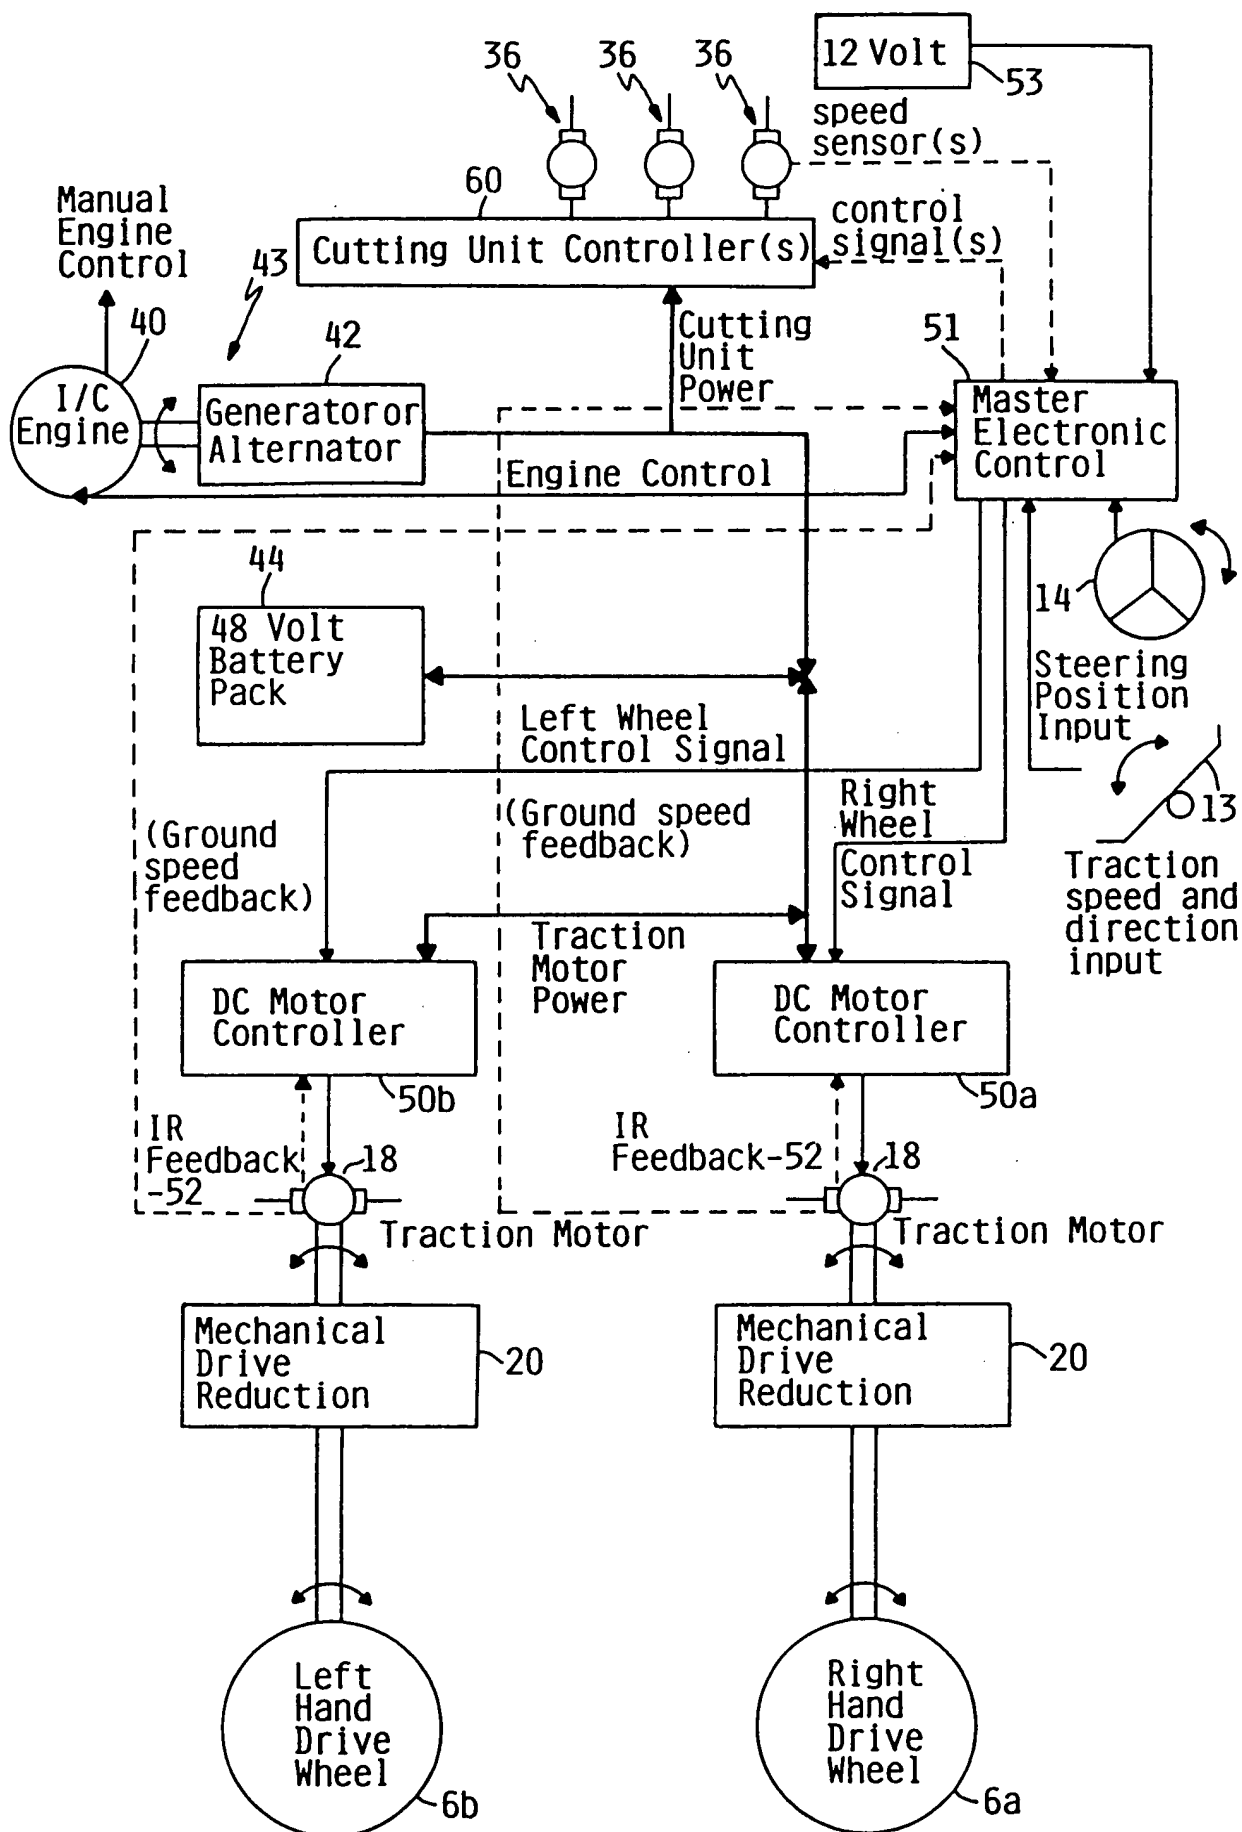 36
36
36
12 Volt
53
speed
sensor(s)
60
Manual
Engine
Control
43
Cutting Unit Controller(s)
control
signal(s)
40
42
Cutting
Unit
Power
51
I/C
Engine
Generator or
Alternator
Master
Electronic
Control
Engine Control
44
48 Volt
Battery
Pack
14
Steering
Position
Input
Left Wheel
Control Signal
13
(Ground
speed
feedback)
(Ground speed
feedback)
Right
Wheel
Control
Signal
Traction
speed and
direction
input
Traction
Motor
Power
DC Motor
Controller
DC Motor
Controller
50b
50a
IR
Feedback
-52
18
IR
Feedback-52
18
Traction Motor
Traction Motor
Mechanical
Drive
Reduction
20
Mechanical
Drive
Reduction
20
Left
Hand
Drive
Wheel
6b
Right
Hand
Drive
Wheel
6a